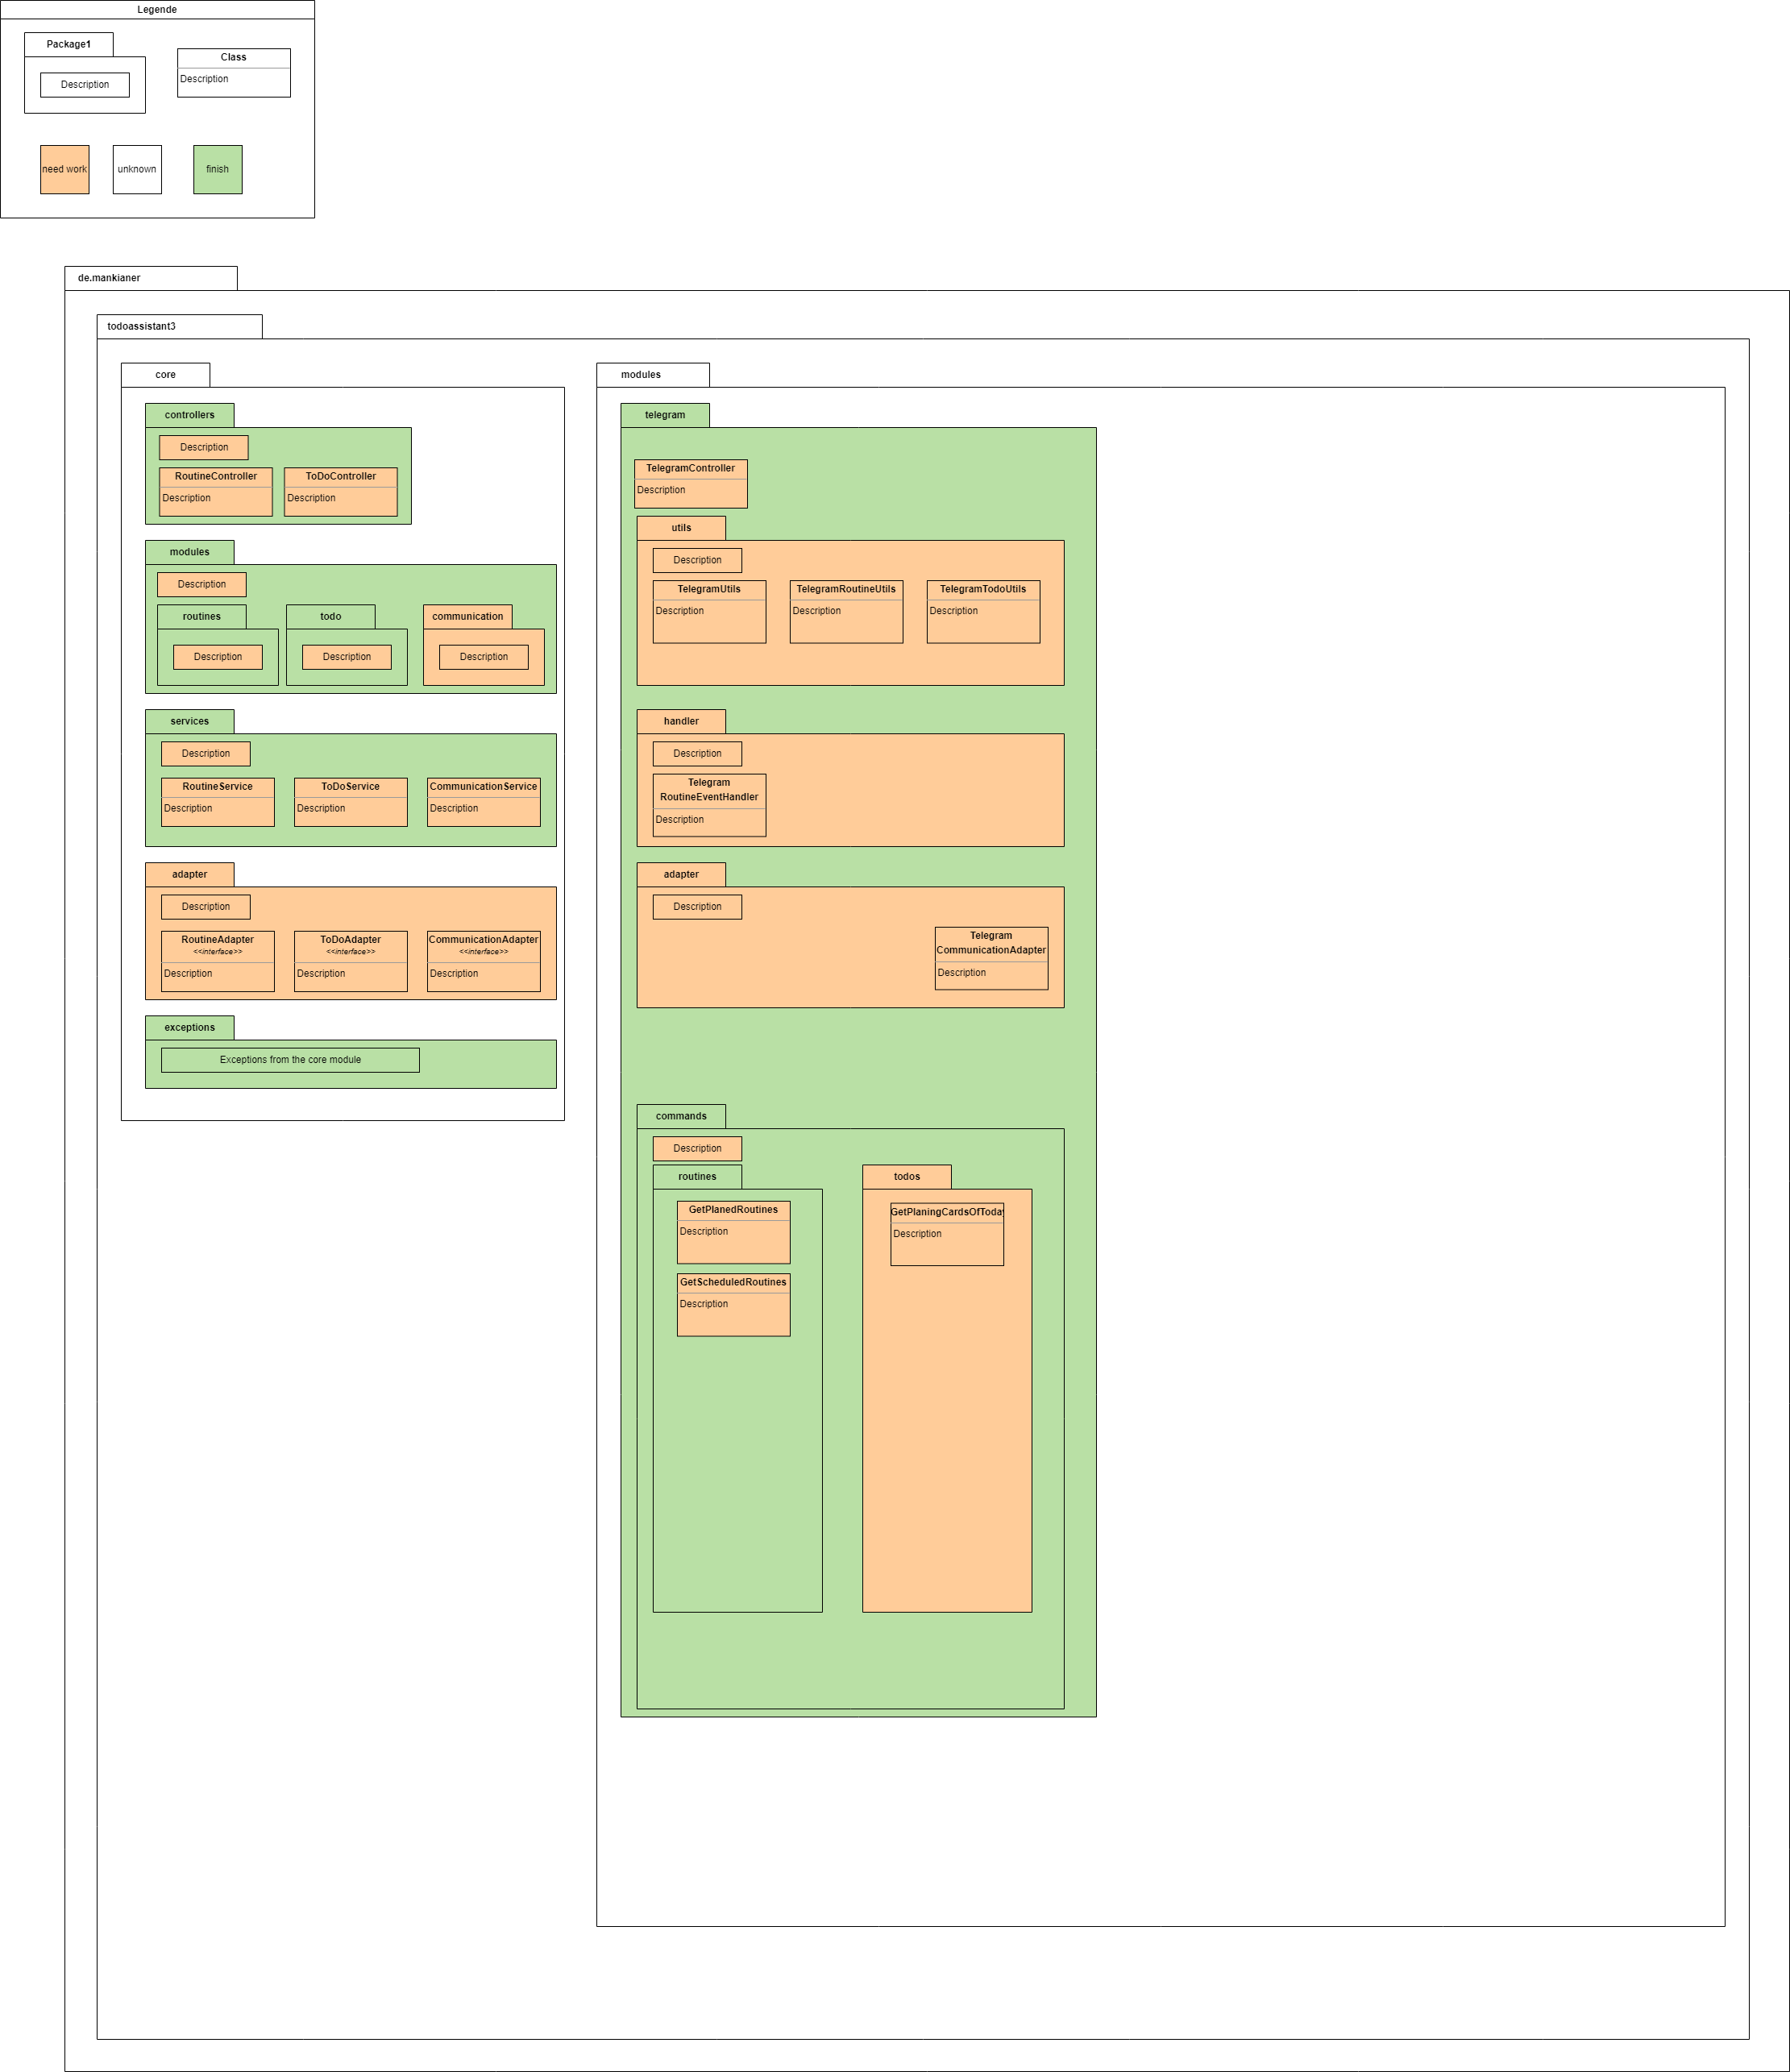 Legende
Package1
Description
Class
Description
need work
unknown
finish
de.mankianer
todoassistant3
core
controllers
Description
RoutineController
Description
ToDoController
Description
modules
Description
routines
Description
todo
Description
communication
Description
services
Description
RoutineService
Description
ToDoService
Description
CommunicationService
Description
adapter
Description
RoutineAdapter
<<interface>>
Description
ToDoAdapter
<<interface>>
Description
CommunicationAdapter
<<interface>>
Description
exceptions
Exceptions from the core module
modules
telegram
TelegramController
Description
utils
Description
TelegramUtils
Description
TelegramRoutineUtils
Description
TelegramTodoUtils
Description
handler
Description
Telegram
RoutineEventHandler
Description
adapter
Description
Telegram
CommunicationAdapter
Description
commands
Description
routines
GetPlanedRoutines
Description
GetScheduledRoutines
Description
todos
GetPlaningCardsOfToday
Description